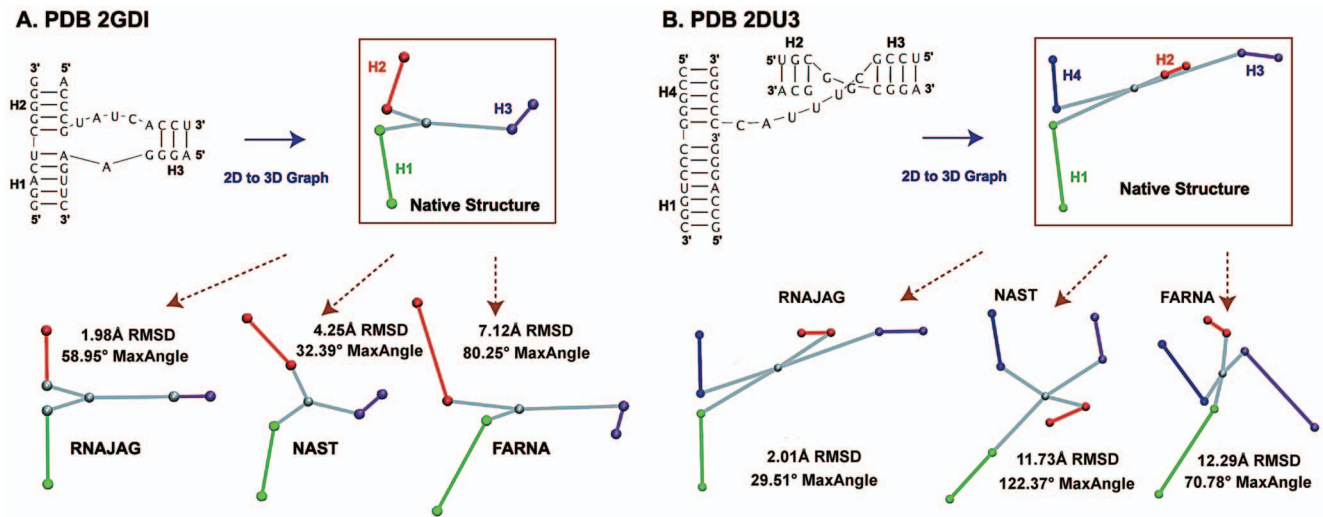 A. PDB 2GDI
3' 5'
H2
U A U C A C C U 3'
A
G G G A 5'
H3
H1
5' 3'
2D to 3D Graph
H2
H3
H1
Native Structure
1.98Å RMSD
58.95° MaxAngle
RNAJAG
4.25Å RMSD
32.39° MaxAngle
NAST
7.12Å RMSD
80.25° MaxAngle
FARNA
B. PDB 2DU3
5' 3'
H4
H2 H3
5' U G C G G C C U 5'
3' A C G C G G A 3'
C A U U U G
3'
H1
3' 5'
2D to 3D Graph
H4
H2
H3
H1
Native Structure
RNAJAG
2.01Å RMSD
29.51° MaxAngle
NAST
11.73Å RMSD
122.37° MaxAngle
FARNA
12.29Å RMSD
70.78° MaxAngle